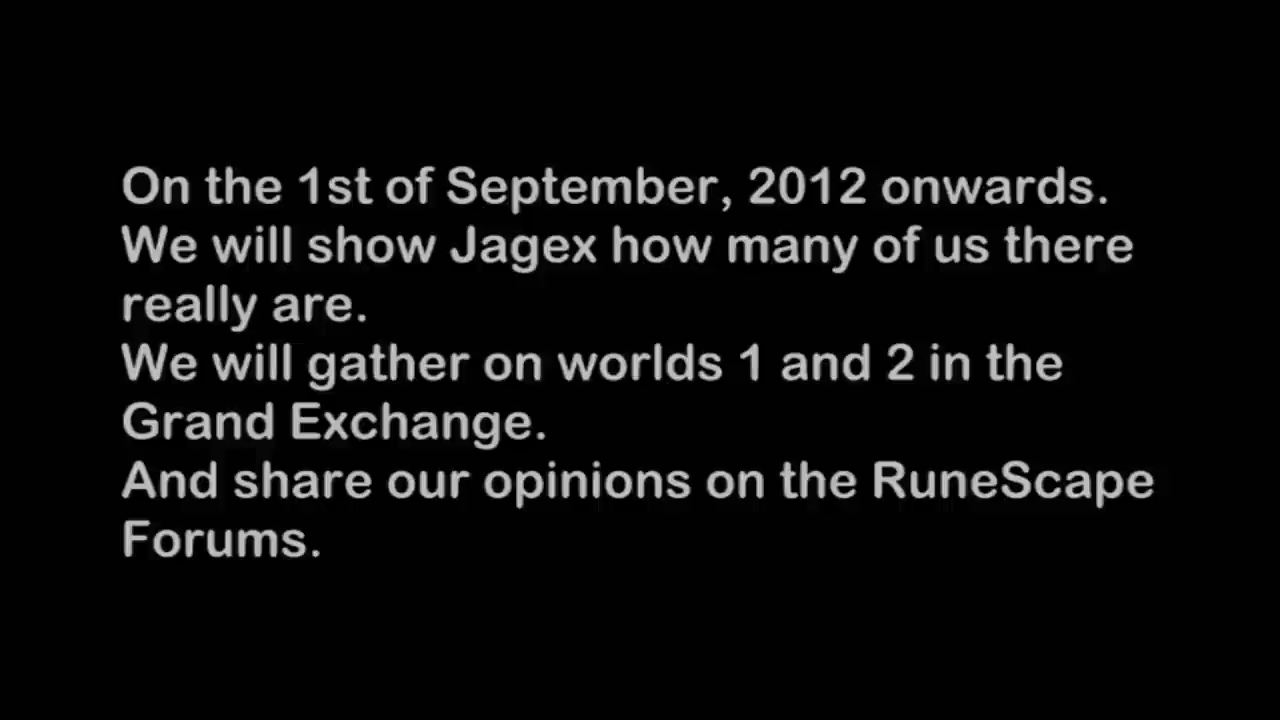 On the 1st of September, 2012 onwards.
We will show Jagex how many of us there
really are.
We will gather on worlds 1 and 2 in the
Grand Exchange.
And share our opinions on the RuneScape
Forums.